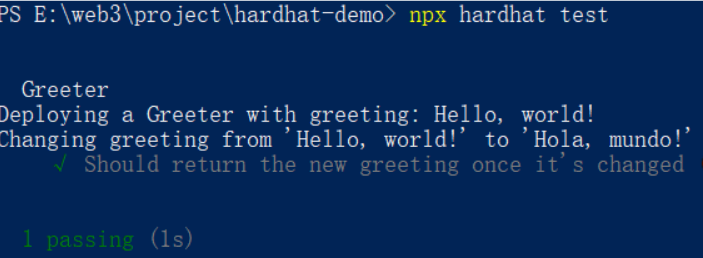 PS E:\web3\project\hardhat-demo> npx hardhat test
Greeter
Deploying a Greeter with greeting: Hello, world!
Changing greeting from 'Hello, world!' to 'Hola, mundo!'
√ Should return the new greeting once it's changed
1 passing (1s)